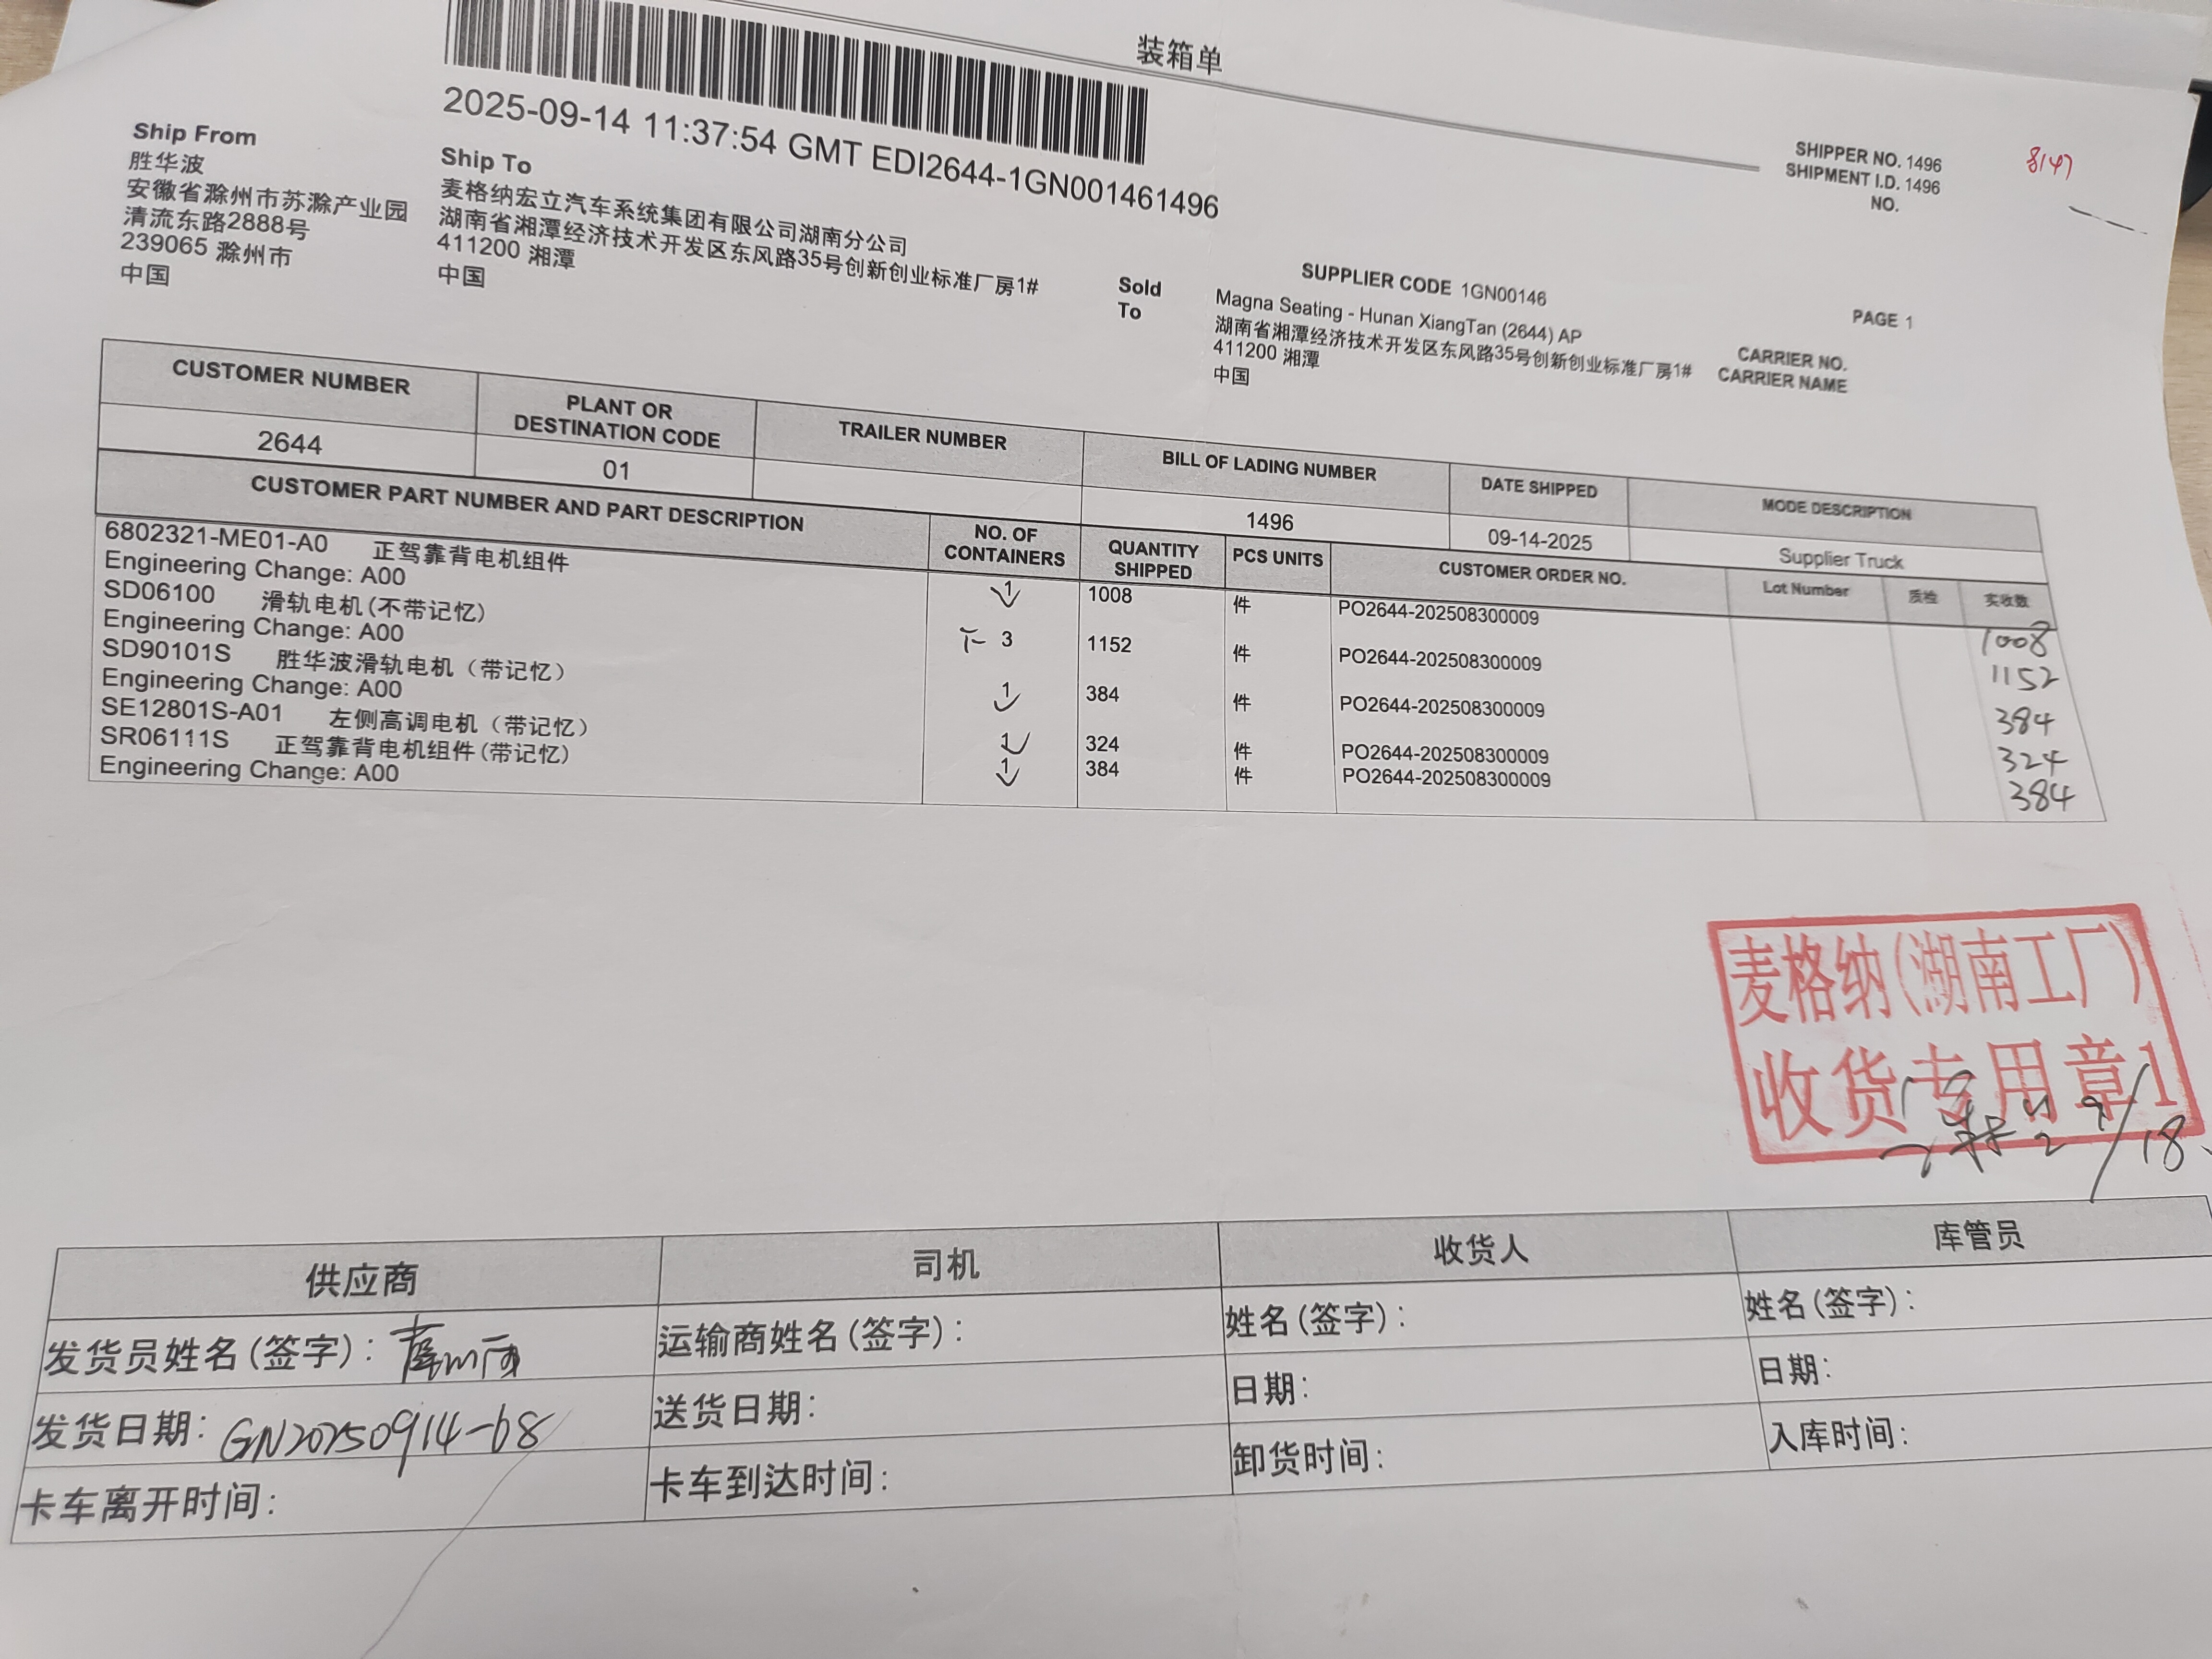 装箱单
2025-09-14 11:37:54 GMT EDI2644-1GN001461496
SHIPPER NO. 1496
SHIPMENT I.D. 1496
NO.
8147
Ship From
胜华波
安徽省滁州市苏滁产业园
清流东路2888号
239065 滁州市
中国
Ship To
麦格纳宏立汽车系统集团有限公司湖南分公司
湖南省湘潭经济技术开发区东风路35号创新创业标准厂房1#
411200 湘潭
中国
Sold
To
SUPPLIER CODE 1GN00146
Magna Seating - Hunan XiangTan (2644) AP
湖南省湘潭经济技术开发区东风路35号创新创业标准厂房1#
411200 湘潭
中国
PAGE 1
CARRIER NO.
CARRIER NAME
CUSTOMER NUMBER
PLANT OR
DESTINATION CODE
TRAILER NUMBER
BILL OF LADING NUMBER
DATE SHIPPED
MODE DESCRIPTION
2644
01
1496
09-14-2025
Supplier Truck
CUSTOMER PART NUMBER AND PART DESCRIPTION
NO. OF
CONTAINERS
QUANTITY
SHIPPED
PCS UNITS
CUSTOMER ORDER NO.
Lot Number
质检
实收数
6802321-ME01-A0 正驾靠背电机组件 1 1008 件 PO2644-202508300009 1008
Engineering Change: A00
SD06100 滑轨电机(不带记忆) 3 1152 件 PO2644-202508300009 1152
Engineering Change: A00
SD90101S 胜华波滑轨电机（带记忆） 1 384 件 PO2644-202508300009 384
Engineering Change: A00
SE12801S-A01 左侧高调电机（带记忆） 1 324 件 PO2644-202508300009 324
SR06111S 正驾靠背电机组件(带记忆) 1 384 件 PO2644-202508300009 384
Engineering Change: A00
麦格纳(湖南工厂)
收货专用章1
9/18
供应商
司机
收货人
库管员
发货员姓名(签字)：
运输商姓名(签字)：
姓名(签字)：
姓名(签字)：
发货日期：GN20250914-08
送货日期：
日期：
日期：
卡车离开时间：
卡车到达时间：
卸货时间：
入库时间：